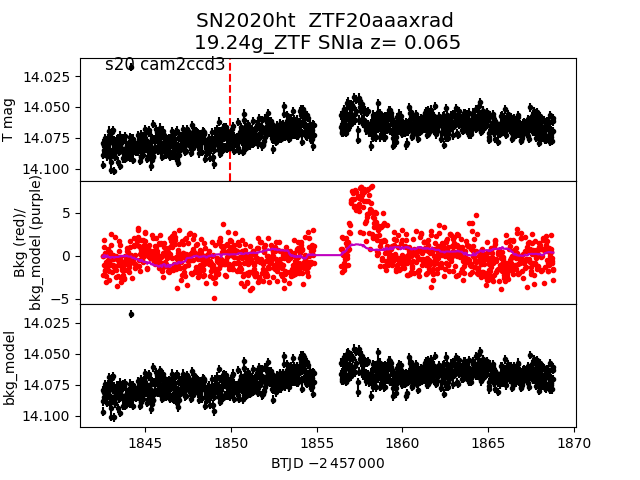 SN2020ht ZTF20aaaxrad
19.24g_ZTF SNIa z= 0.065
s20 cam2ccd3
T mag
14.025
14.050
14.075
14.100
Bkg (red)/
bkg_model (purple)
5
0
−5
bkg_model
14.025
14.050
14.075
14.100
1845 1850 1855 1860 1865 1870
BTJD −2 457 000